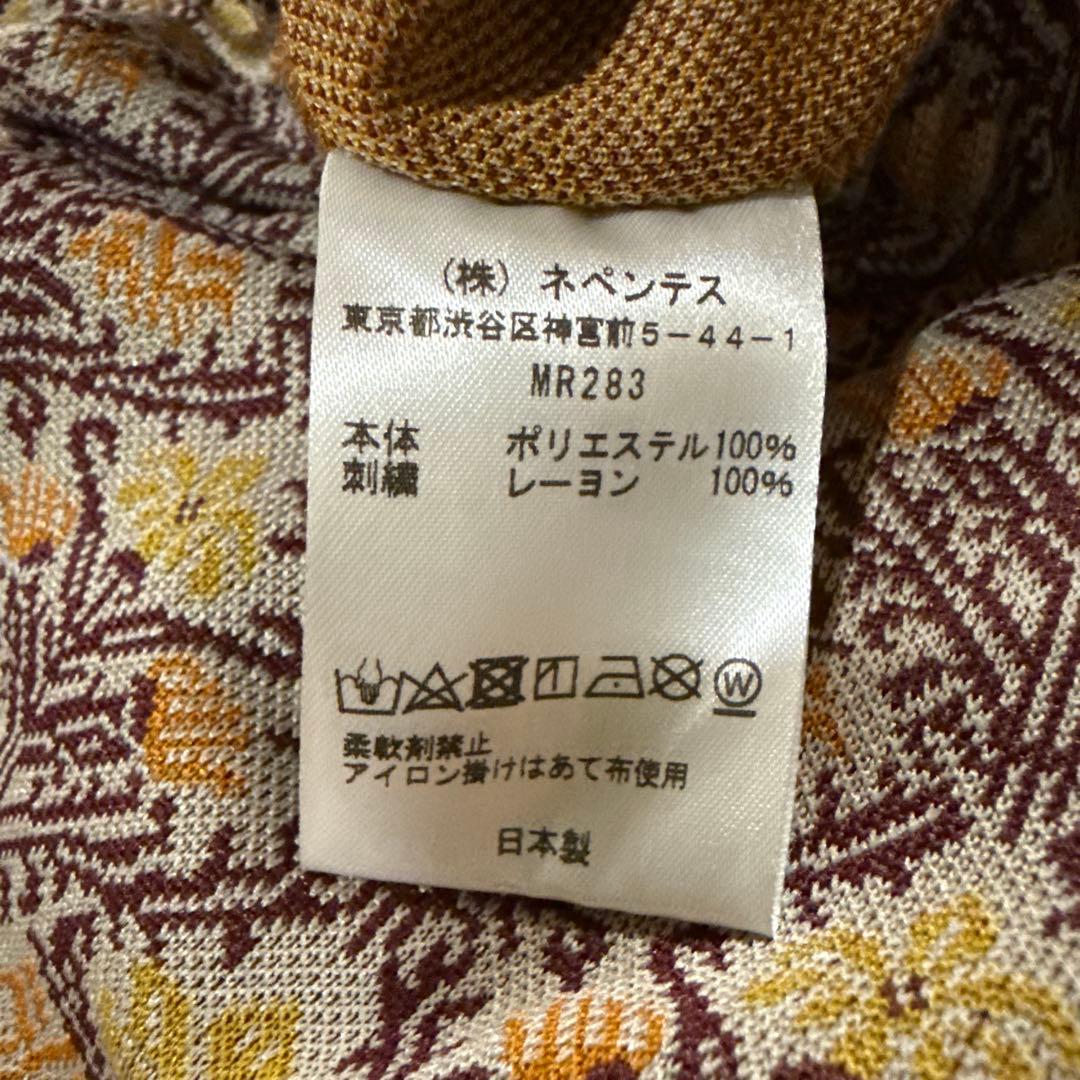 (株) ネペンテス
東京都渋谷区神宮前5-44-1
MR283
本体 ポリエステル100%
刺繍 レーヨン 100%
W
柔軟剤禁止
アイロン掛けはあて布使用
日本製